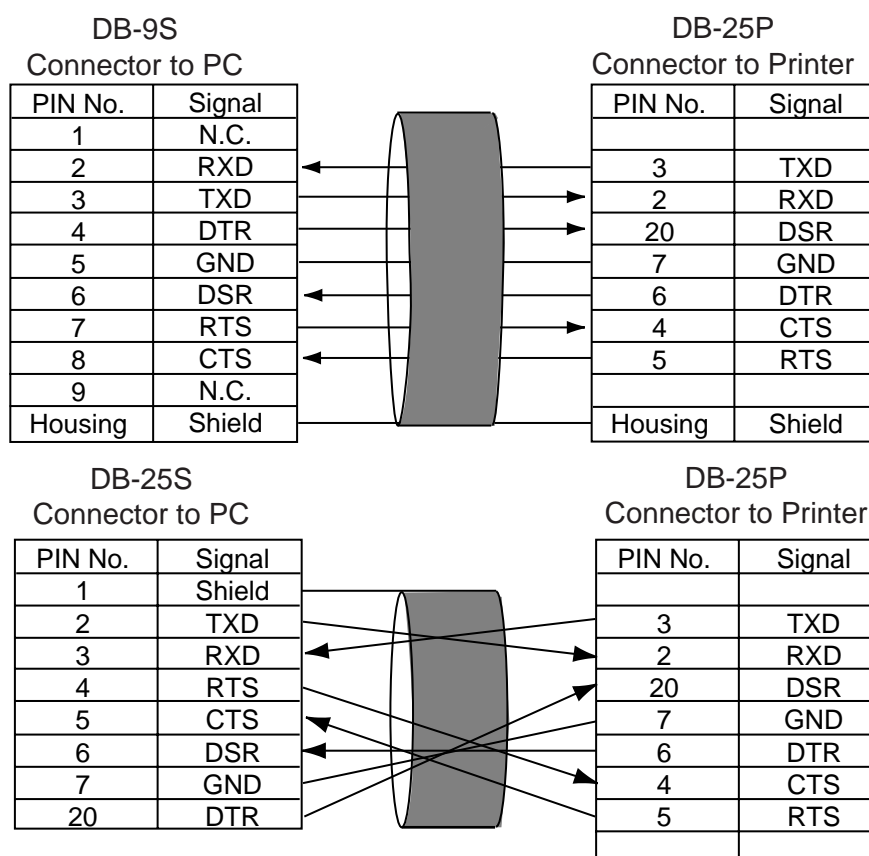 DB-9S
Connector to PC
PIN No. Signal
1 N.C.
2 RXD
3 TXD
4 DTR
5 GND
6 DSR
7 RTS
8 CTS
9 N.C.
Housing Shield
DB-25P
Connector to Printer
PIN No. Signal
3 TXD
2 RXD
20 DSR
7 GND
6 DTR
4 CTS
5 RTS
Housing Shield
DB-25S
Connector to PC
PIN No. Signal
1 Shield
2 TXD
3 RXD
4 RTS
5 CTS
6 DSR
7 GND
20 DTR
DB-25P
Connector to Printer
PIN No. Signal
3 TXD
2 RXD
20 DSR
7 GND
6 DTR
4 CTS
5 RTS